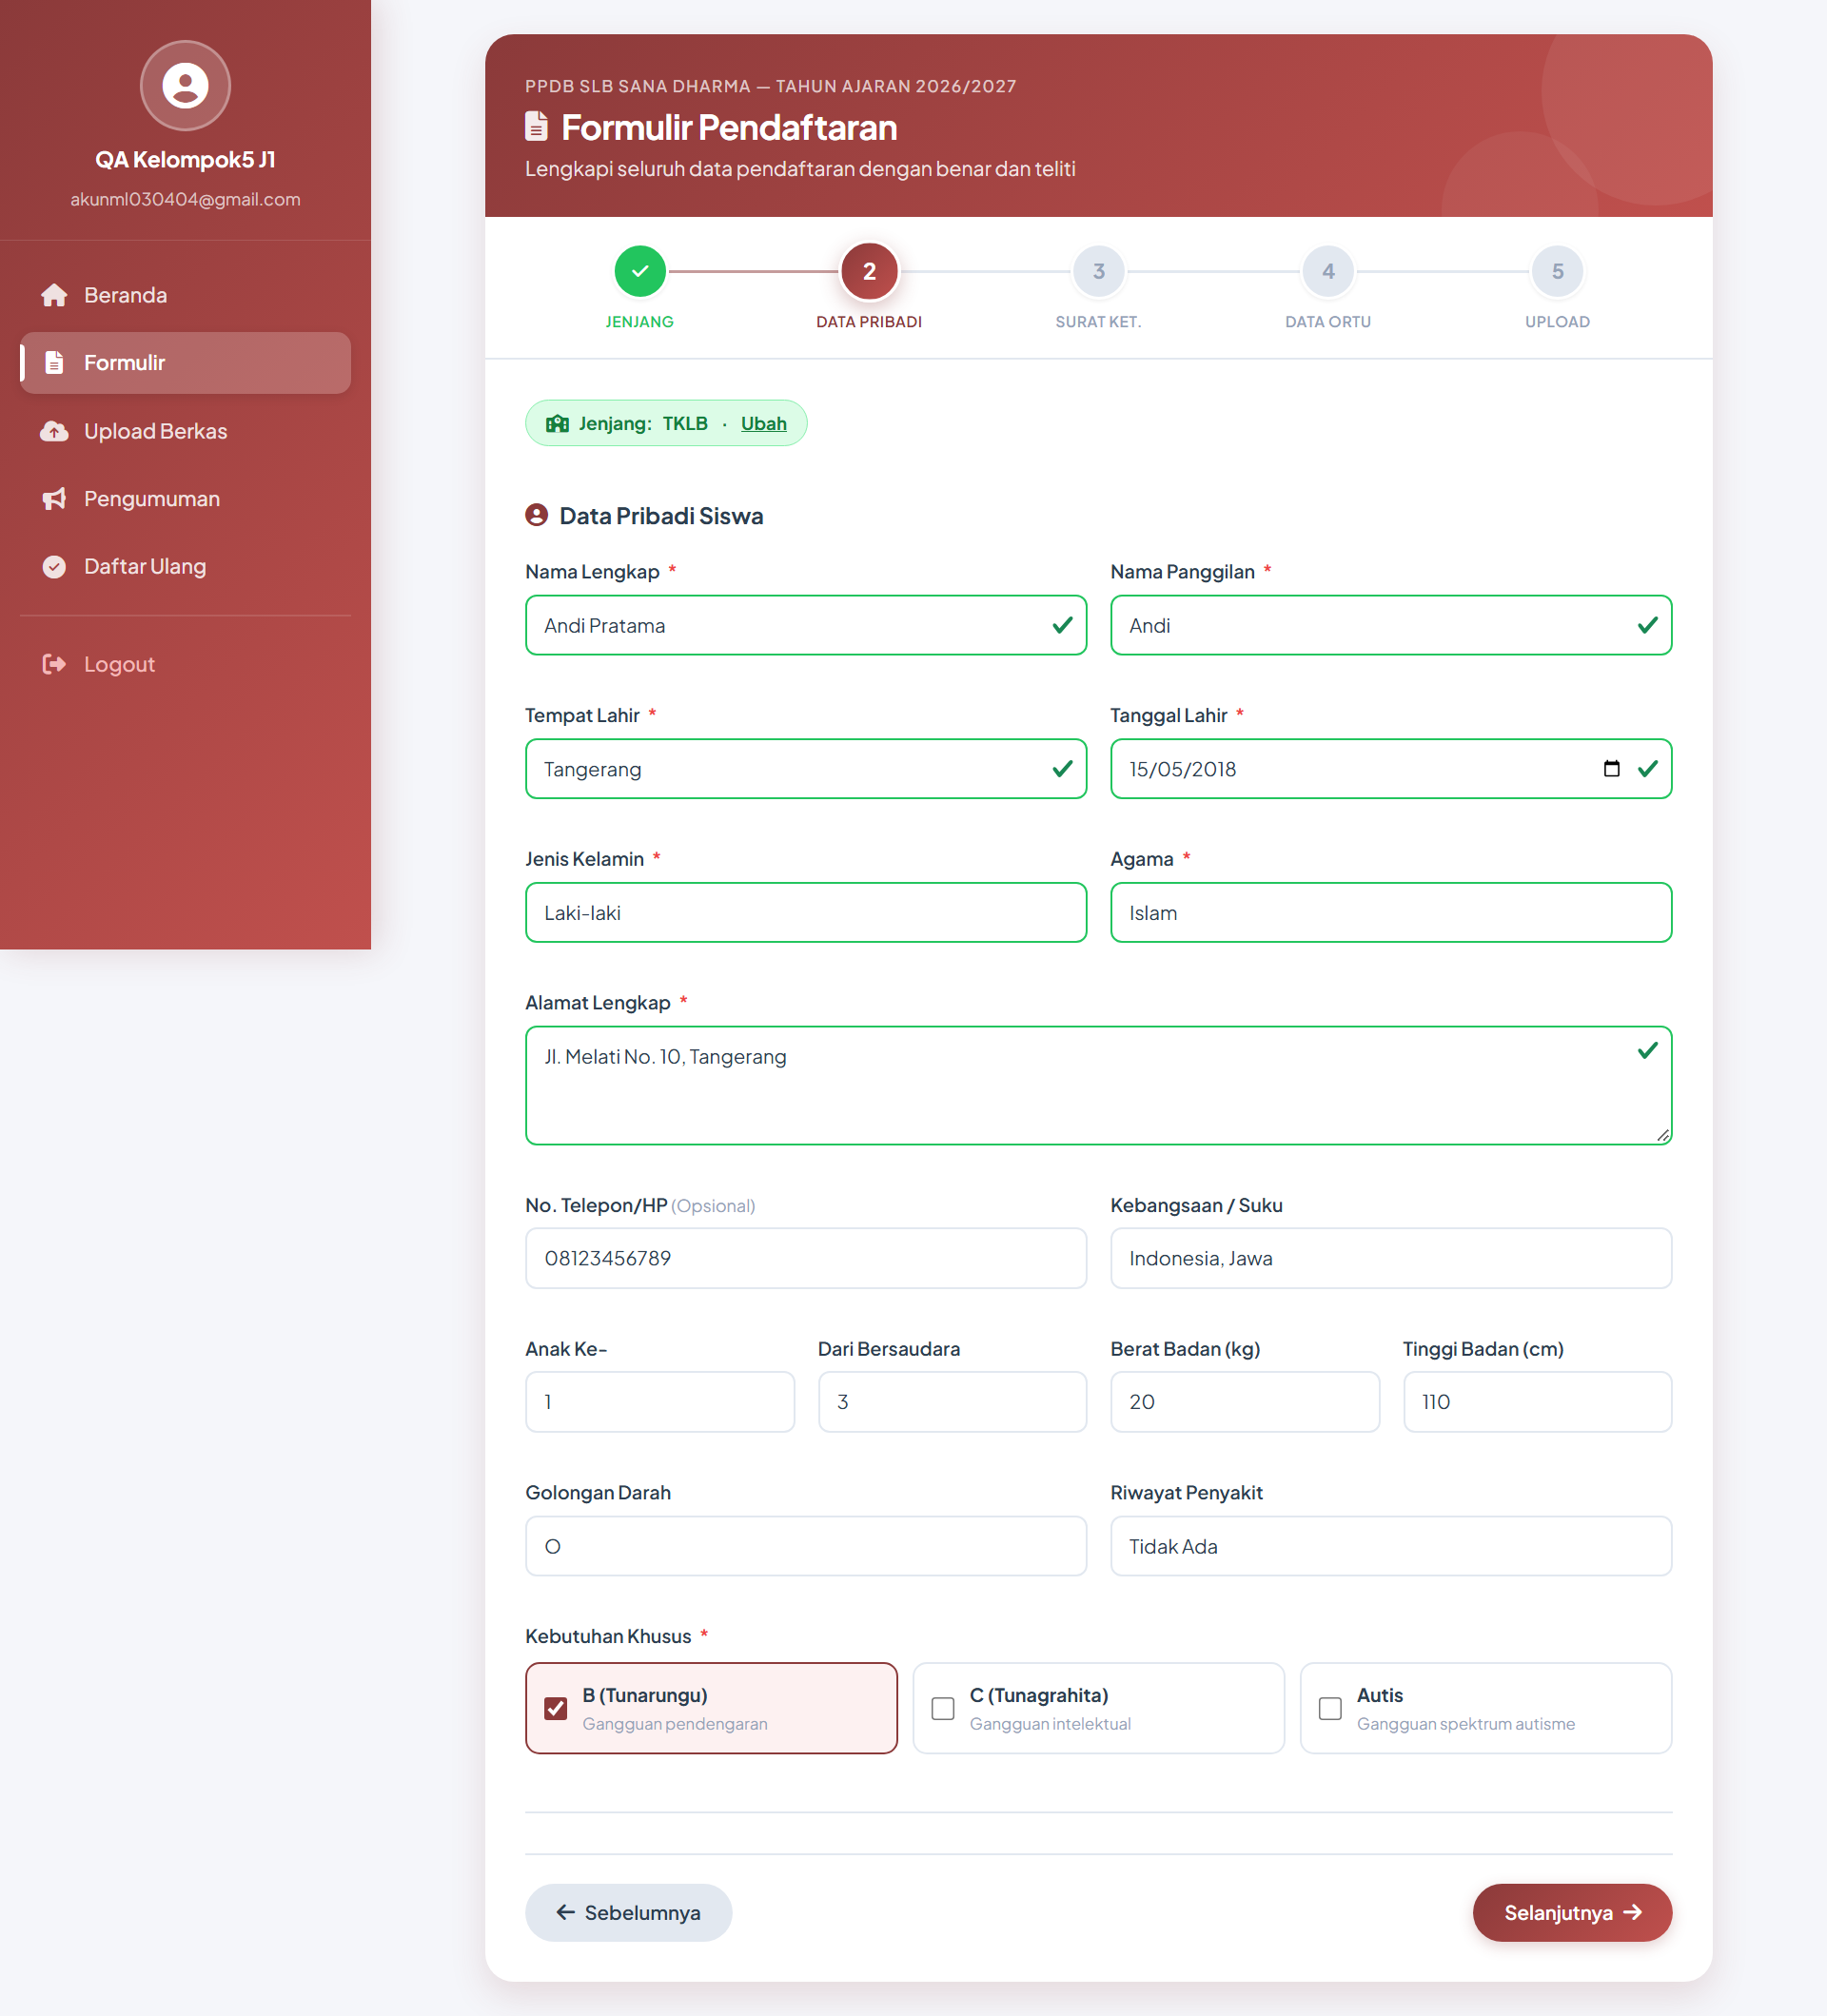 QA Kelompok5 J1
akunml030404@gmail.com
Beranda
Formulir
Upload Berkas
Pengumuman
Daftar Ulang
Logout
PPDB SLB SANA DHARMA — TAHUN AJARAN 2026/2027
Formulir Pendaftaran
Lengkapi seluruh data pendaftaran dengan benar dan teliti
2 3 4 5
JENJANG DATA PRIBADI SURAT KET. DATA ORTU UPLOAD
Jenjang: TKLB · Ubah
Data Pribadi Siswa
Nama Lengkap * Nama Panggilan *
Andi Pratama Andi
Tempat Lahir * Tanggal Lahir *
Tangerang 15/05/2018
Jenis Kelamin * Agama *
Laki-laki Islam
Alamat Lengkap *
Jl. Melati No. 10, Tangerang
No. Telepon/HP (Opsional) Kebangsaan / Suku
08123456789 Indonesia, Jawa
Anak Ke- Dari Bersaudara Berat Badan (kg) Tinggi Badan (cm)
1 3 20 110
Golongan Darah Riwayat Penyakit
O Tidak Ada
Kebutuhan Khusus *
B (Tunarungu) C (Tunagrahita) Autis
Gangguan pendengaran Gangguan intelektual Gangguan spektrum autisme
Sebelumnya Selanjutnya